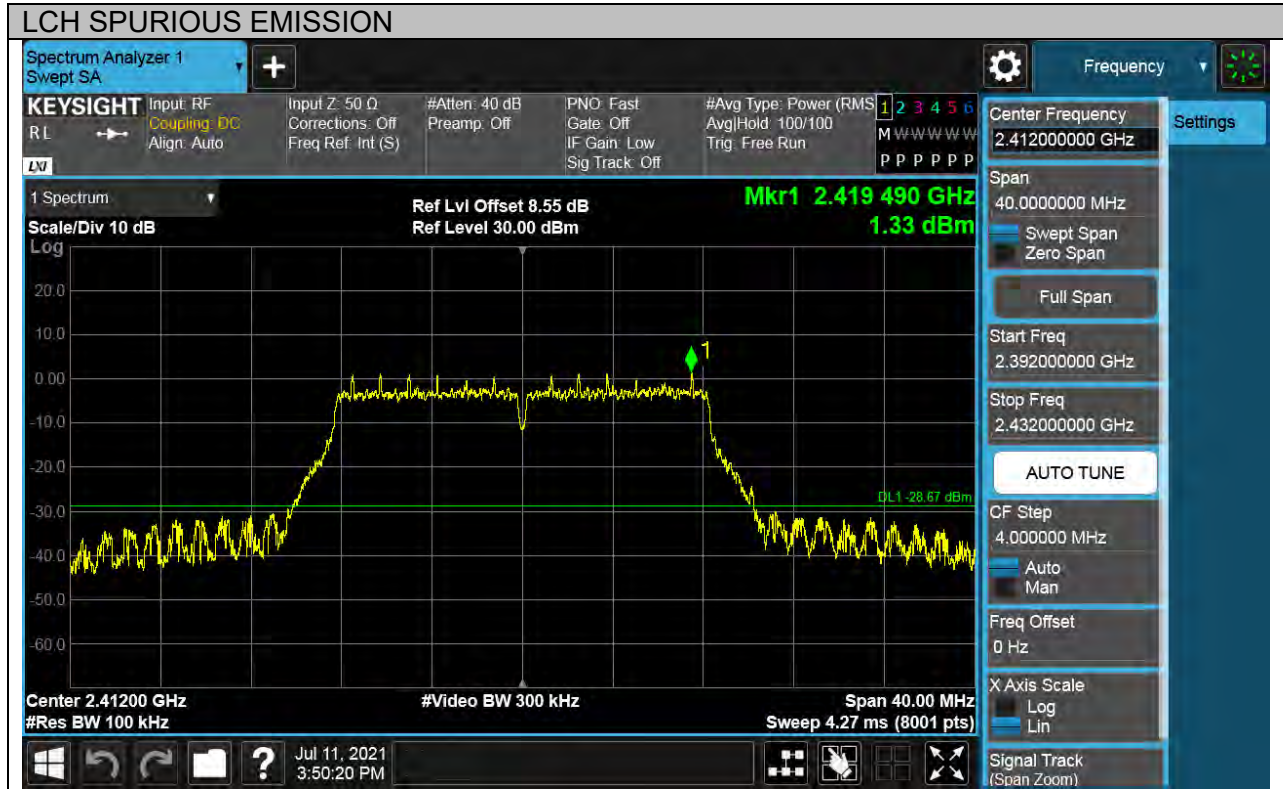 LCH SPURIOUS EMISSION
Spectrum Analyzer 1
Swept SA
+
Frequency
KEYSIGHT
RL
LXI
Input: RF
Coupling: DC
Align: Auto
Input Z: 50 Ω
Corrections: Off
Freq Ref: Int (S)
#Atten: 40 dB
Preamp: Off
PNO: Fast
Gate: Off
IF Gain: Low
Sig Track: Off
#Avg Type: Power (RMS
Avg|Hold: 100/100
Trig: Free Run
1 2 3 4 5 6
M W W W W W
P P P P P P
Center Frequency
2.412000000 GHz
Settings
Span
40.0000000 MHz
Swept Span
Zero Span
Full Span
Start Freq
2.392000000 GHz
Stop Freq
2.432000000 GHz
AUTO TUNE
CF Step
4.000000 MHz
Auto
Man
Freq Offset
0 Hz
X Axis Scale
Log
Lin
Signal Track
(Span Zoom)
1 Spectrum
Scale/Div 10 dB
Ref Lvl Offset 8.55 dB
Ref Level 30.00 dBm
Mkr1 2.419 490 GHz
1.33 dBm
Log
20.0
10.0
0.00
-10.0
-20.0
-30.0
-40.0
-50.0
-60.0
1
DL1 -28.67 dBm
Center 2.41200 GHz
#Res BW 100 kHz
#Video BW 300 kHz
Span 40.00 MHz
Sweep 4.27 ms (8001 pts)
?
Jul 11, 2021
3:50:20 PM